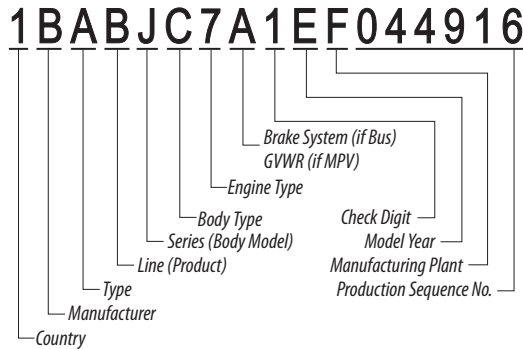 1BABJC7A1EF044916
Brake System (if Bus)
GVWR (if MPV)
Engine Type
Body Type
Series (Body Model)
Line (Product)
Type
Manufacturer
Country
Check Digit
Model Year
Manufacturing Plant
Production Sequence No.